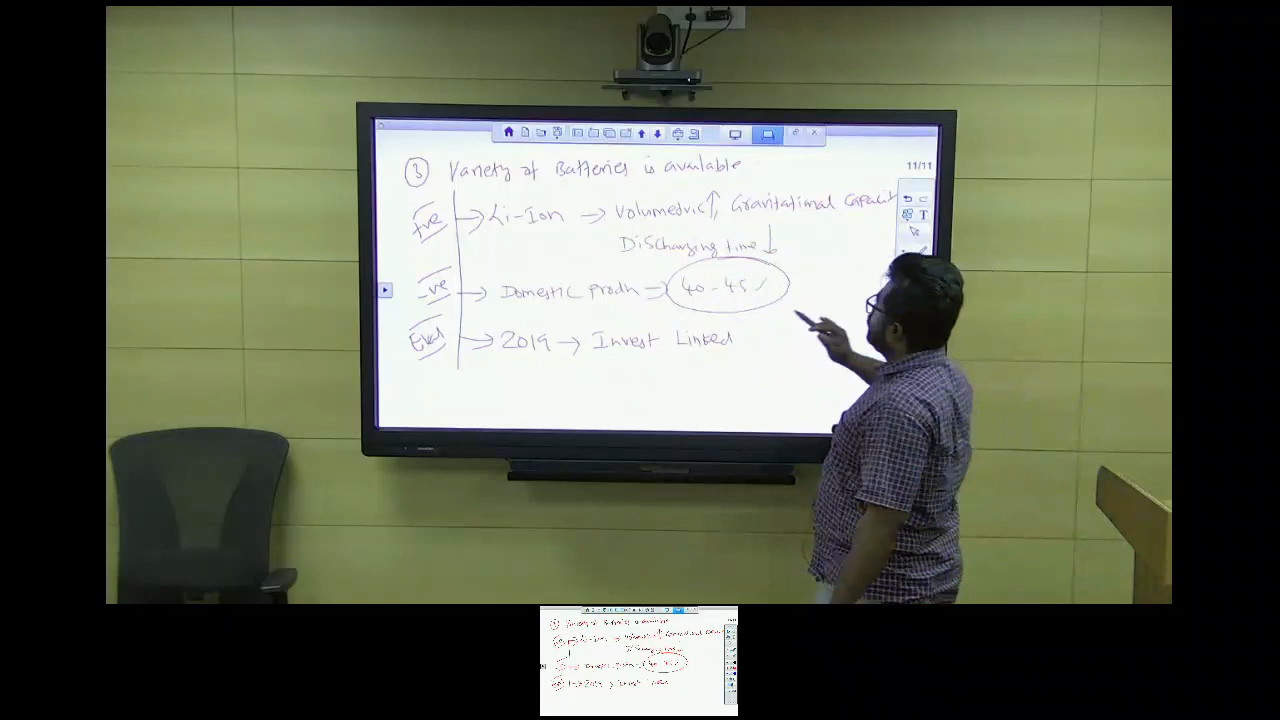 ③ Variety of Batteries is available
11/11
+ve → Li-Ion → Volumetric↑, Gravitational Capacit
Discharging time↓
-ve → Domestic Prodn → 40-45%
Eval → 2019 → Invest Linked